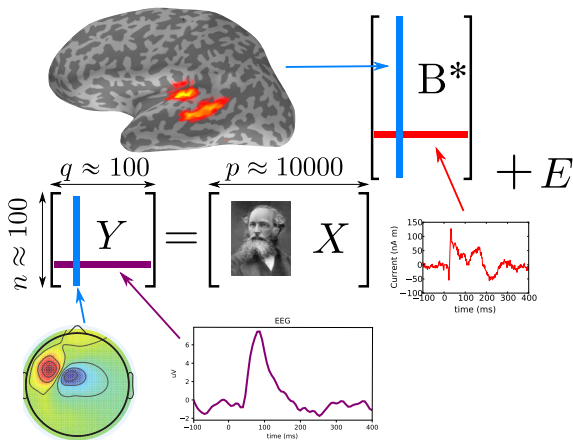 B*
q ≈ 100
p ≈ 10000
+ E
n ≈ 100
Y
=
X
150
100
50
0
−50
−100
Current (nA m)
−100 0 100 200 300 400
time (ms)
EEG
6
4
2
0
−2
uV
−100 0 100 200 300 400
time (ms)